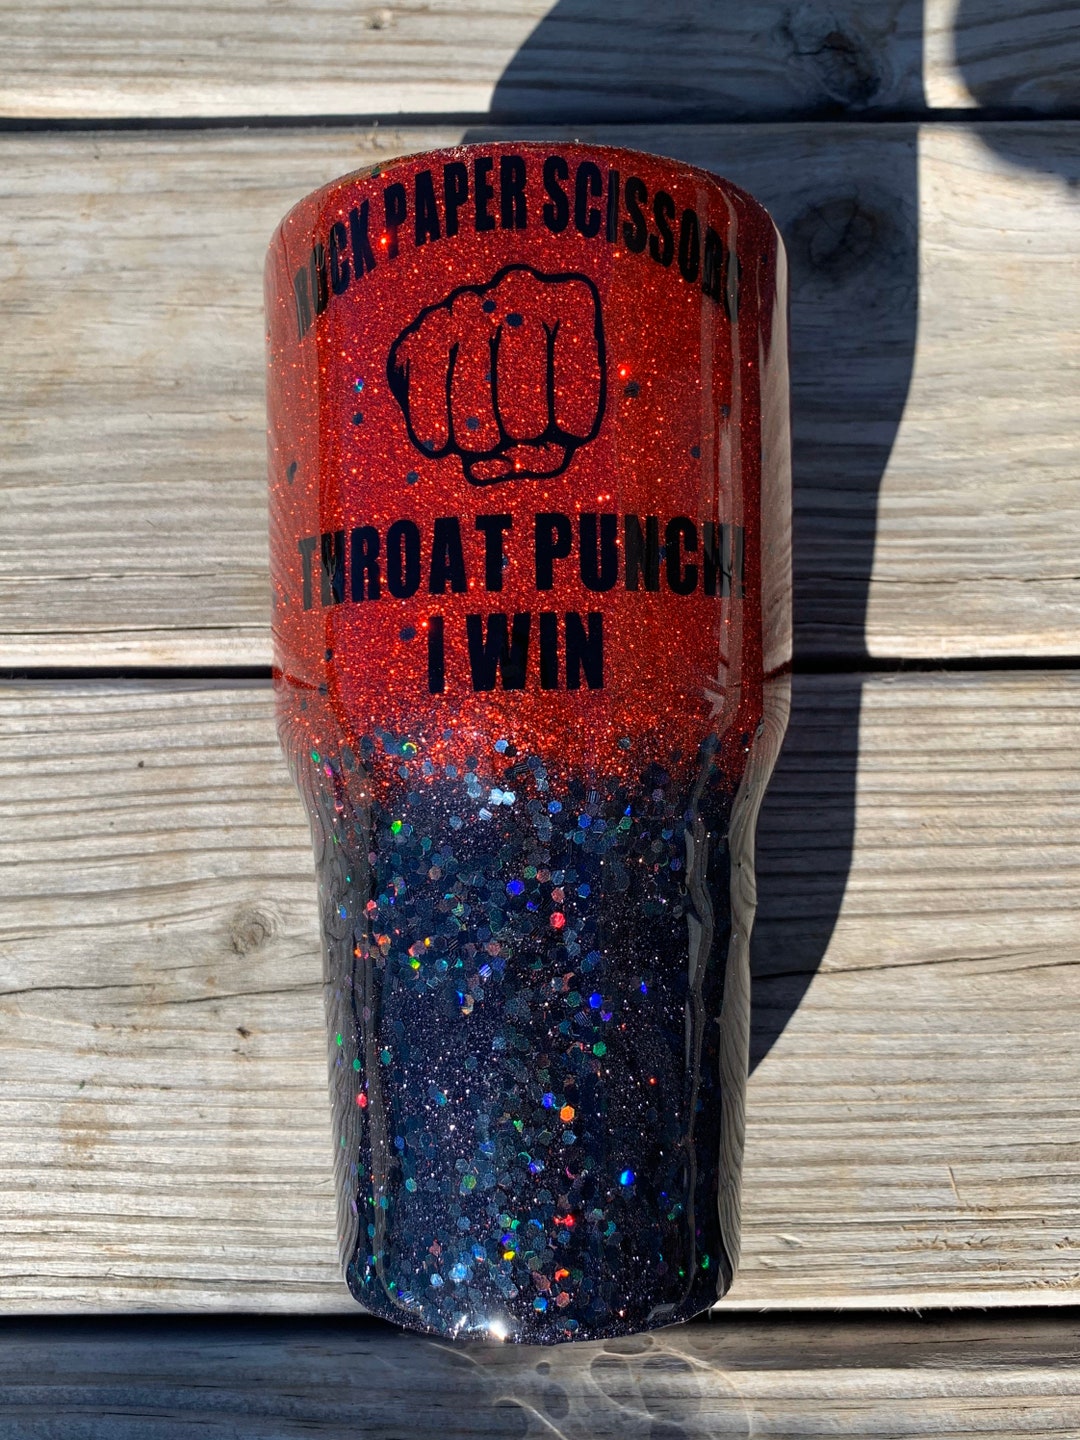 ROCK PAPER SCISSORS
THROAT PUNCH!
I WIN